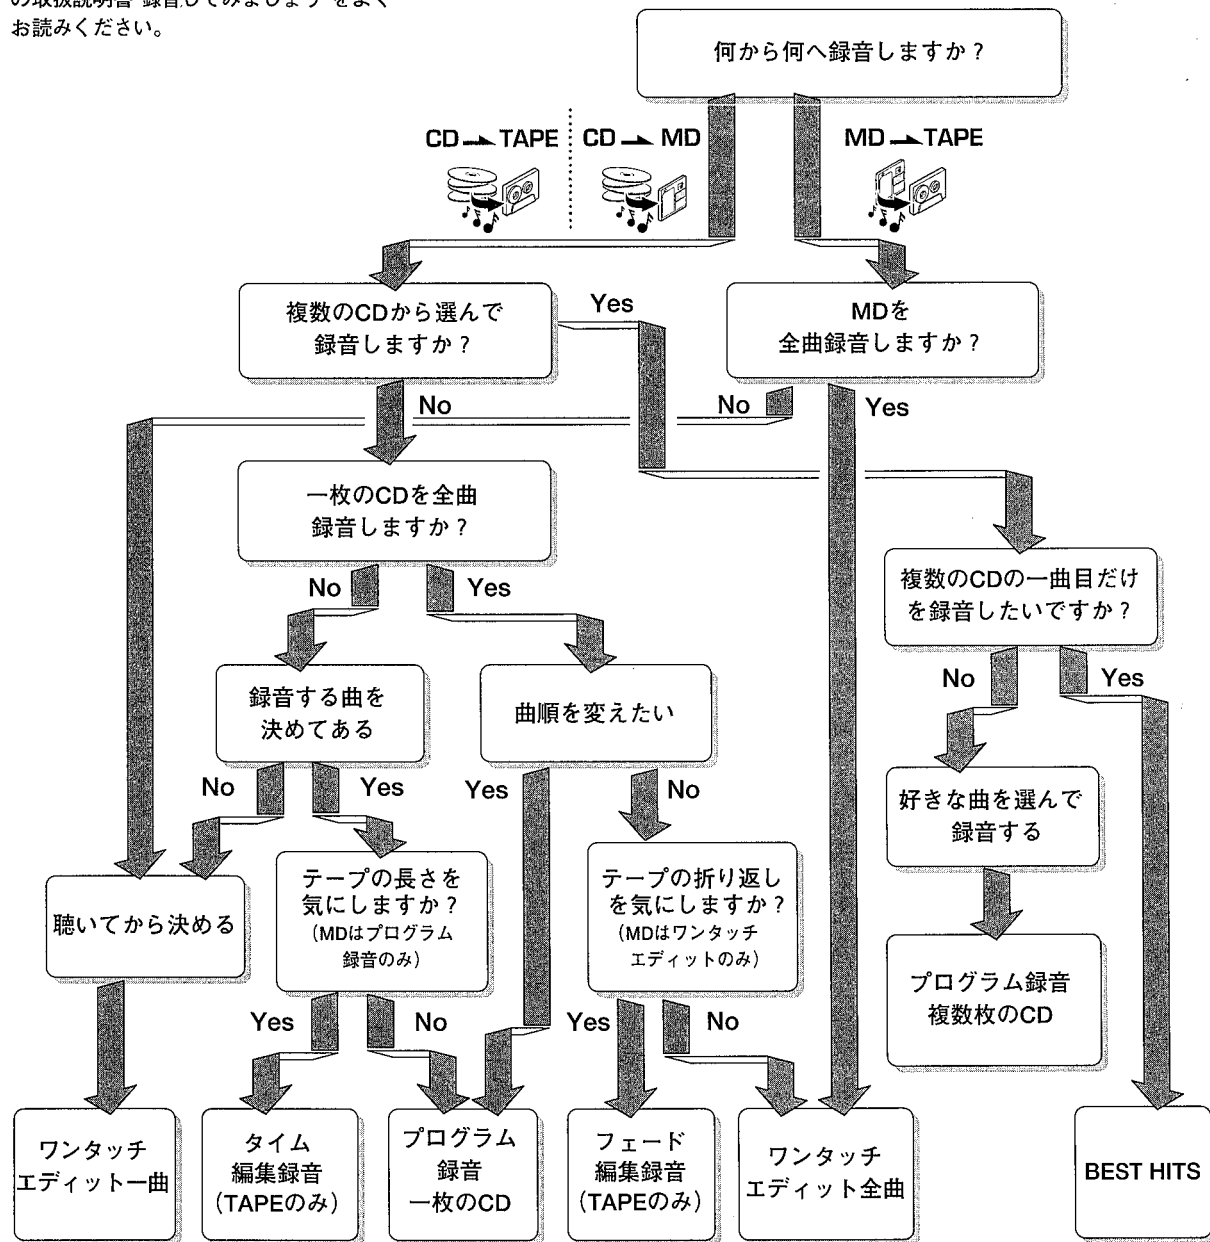 お読みください。
何から何へ録音しますか？
CD→TAPE
CD→MD
MD→TAPE
複数のCDから選んで
録音しますか？
Yes
No
MDを
全曲録音しますか？
No
Yes
一枚のCDを全曲
録音しますか？
No
Yes
複数のCDの一曲目だけ
を録音したいですか？
No
Yes
録音する曲を
決めてある
No
Yes
曲順を変えたい
Yes
No
好きな曲を選んで
録音する
聴いてから決める
テープの長さを
気にしますか？
（MDはプログラム
録音のみ）
Yes
No
テープの折り返し
を気にしますか？
（MDはワンタッチ
エディットのみ）
Yes
No
プログラム録音
複数枚のCD
ワンタッチ
エディット一曲
タイム
編集録音
（TAPEのみ）
プログラム
録音
一枚のCD
フェード
編集録音
（TAPEのみ）
ワンタッチ
エディット全曲
BEST HITS